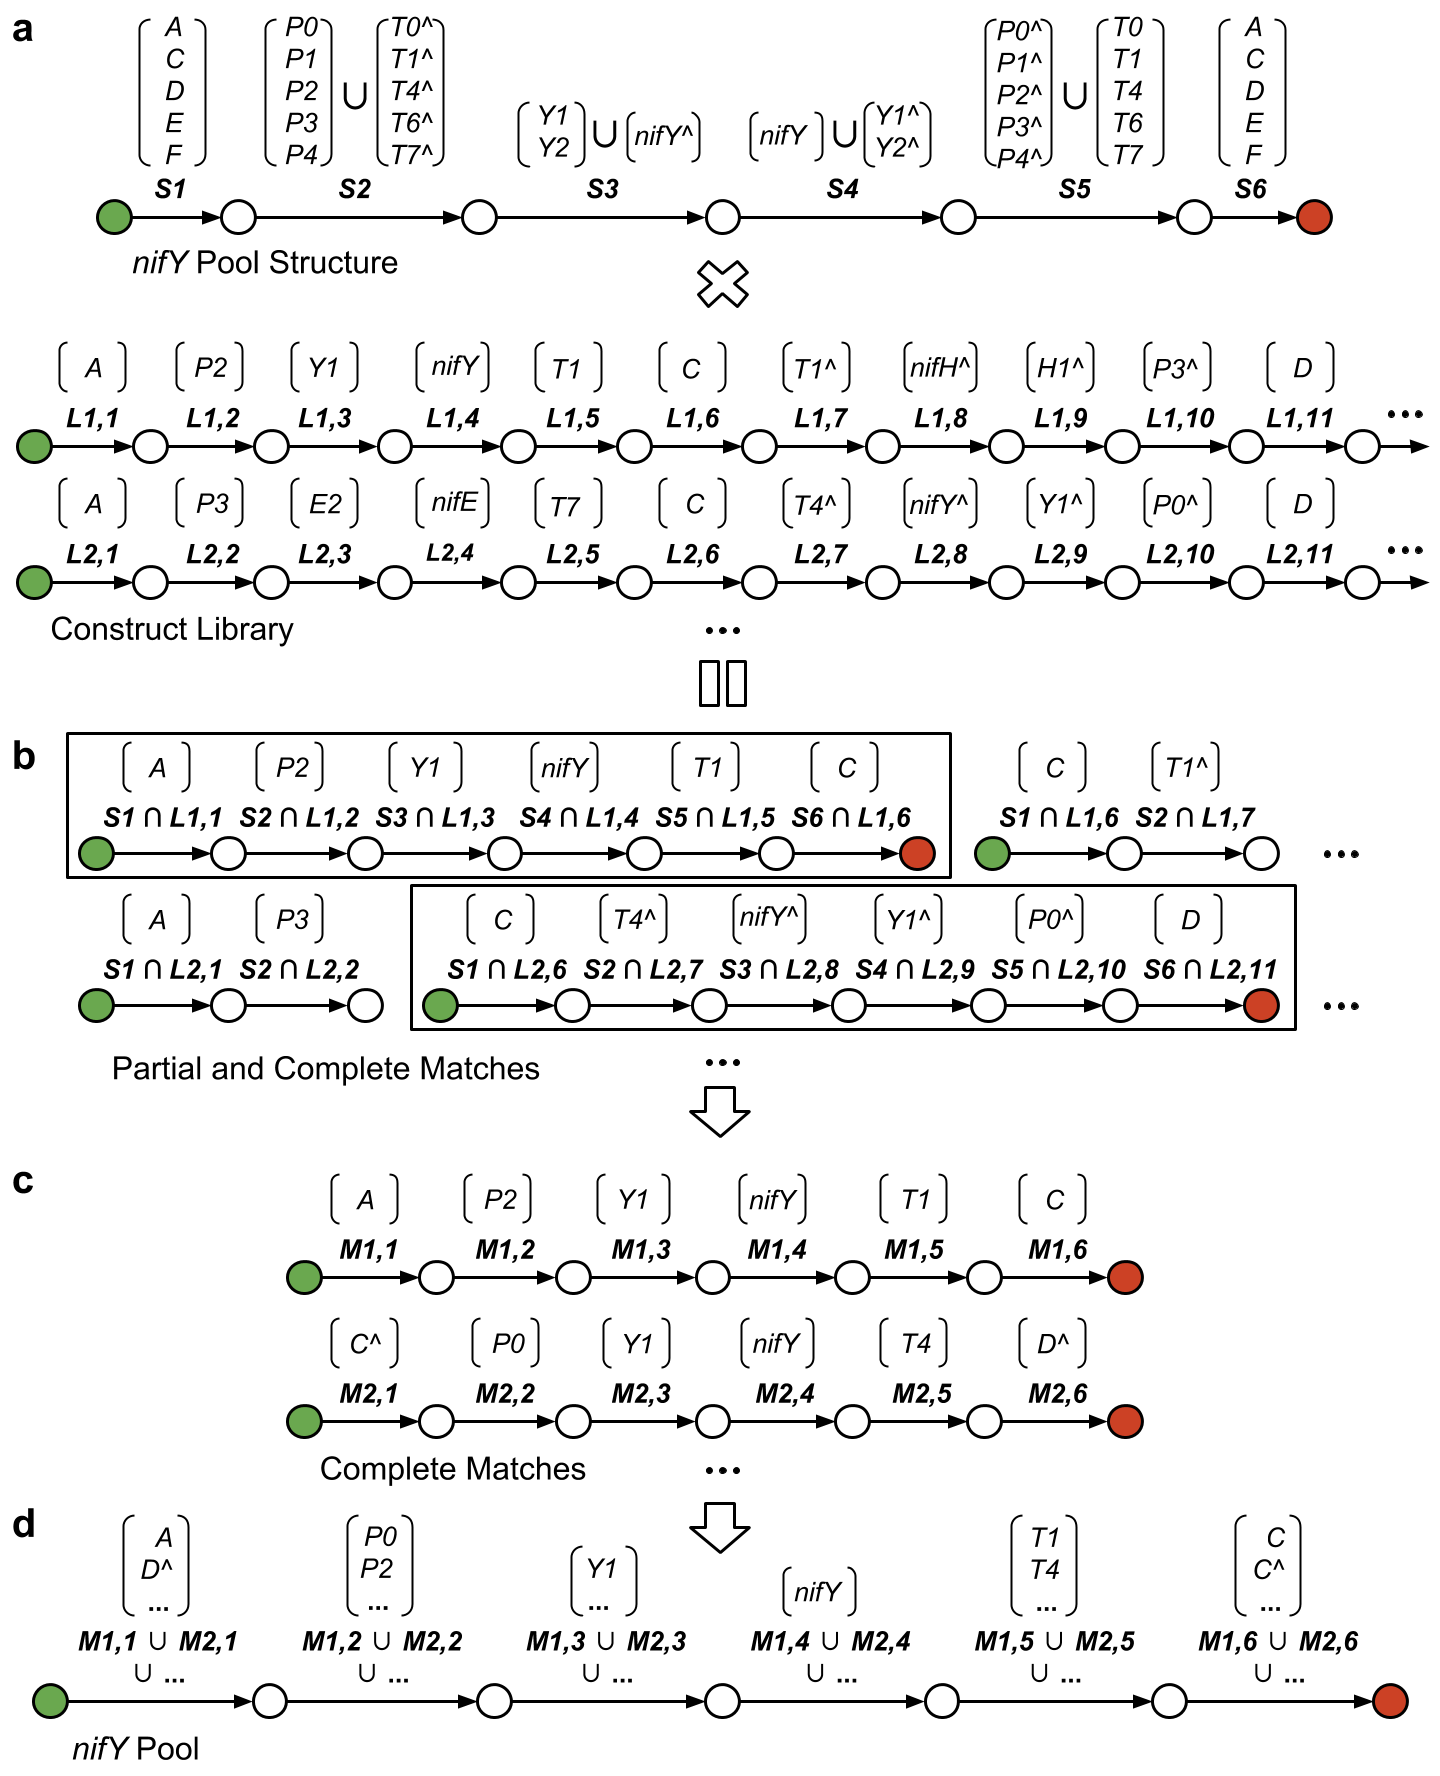 a
A P0 T0^ P0^ T0 A
C P1 T1^ P1^ T1 C
D P2 ∪ T4^ P2^ ∪ T4 D
E P3 T6^ Y1 ∪ nifY^ nifY ∪ Y1^ P3^ T6 E
F P4 T7^ Y2 Y2^ P4^ T7 F
S1 S2 S3 S4 S5 S6
nifY Pool Structure
A P2 Y1 nifY T1 C T1^ nifH^ H1^ P3^ D
L1,1 L1,2 L1,3 L1,4 L1,5 L1,6 L1,7 L1,8 L1,9 L1,10 L1,11 ...
A P3 E2 nifE T7 C T4^ nifY^ Y1^ P0^ D
L2,1 L2,2 L2,3 L2,4 L2,5 L2,6 L2,7 L2,8 L2,9 L2,10 L2,11 ...
Construct Library ...
b
A P2 Y1 nifY T1 C C T1^
S1 ∩ L1,1 S2 ∩ L1,2 S3 ∩ L1,3 S4 ∩ L1,4 S5 ∩ L1,5 S6 ∩ L1,6 S1 ∩ L1,6 S2 ∩ L1,7
...
A P3 C T4^ nifY^ Y1^ P0^ D
S1 ∩ L2,1 S2 ∩ L2,2 S1 ∩ L2,6 S2 ∩ L2,7 S3 ∩ L2,8 S4 ∩ L2,9 S5 ∩ L2,10 S6 ∩ L2,11
...
Partial and Complete Matches ...
c
A P2 Y1 nifY T1 C
M1,1 M1,2 M1,3 M1,4 M1,5 M1,6
C^ P0 Y1 nifY T4 D^
M2,1 M2,2 M2,3 M2,4 M2,5 M2,6
Complete Matches ...
d
A P0 T1 C
D^ P2 Y1 T4 C^
... ... ... nifY ... ...
M1,1 ∪ M2,1 M1,2 ∪ M2,2 M1,3 ∪ M2,3 M1,4 ∪ M2,4 M1,5 ∪ M2,5 M1,6 ∪ M2,6
∪ ... ∪ ... ∪ ... ∪ ... ∪ ... ∪ ...
nifY Pool